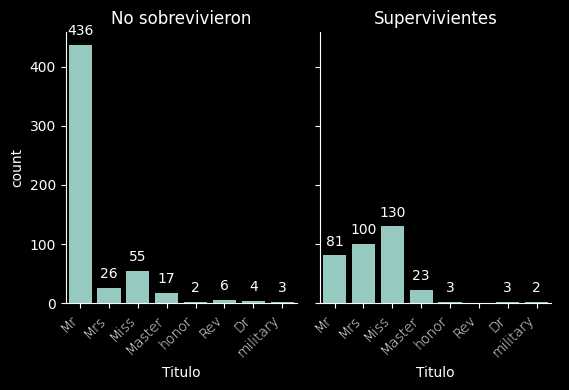 No sobrevivieron
436
26
55
17
2
6
4
3
400
300
200
100
0
count
Mr
Mrs
Miss
Master
honor
Rev
Dr
military
Titulo
Supervivientes
81
100
130
23
3
3
2
Mr
Mrs
Miss
Master
honor
Rev
Dr
military
Titulo